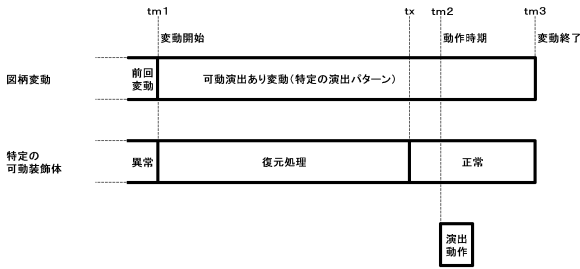 tm1
tx
tm2
tm3
変動開始
動作時期
変動終了
図柄変動
前回
変動
可動演出あり変動(特定の演出パターン)
特定の
可動装飾体
異常
復元処理
正常
演出
動作